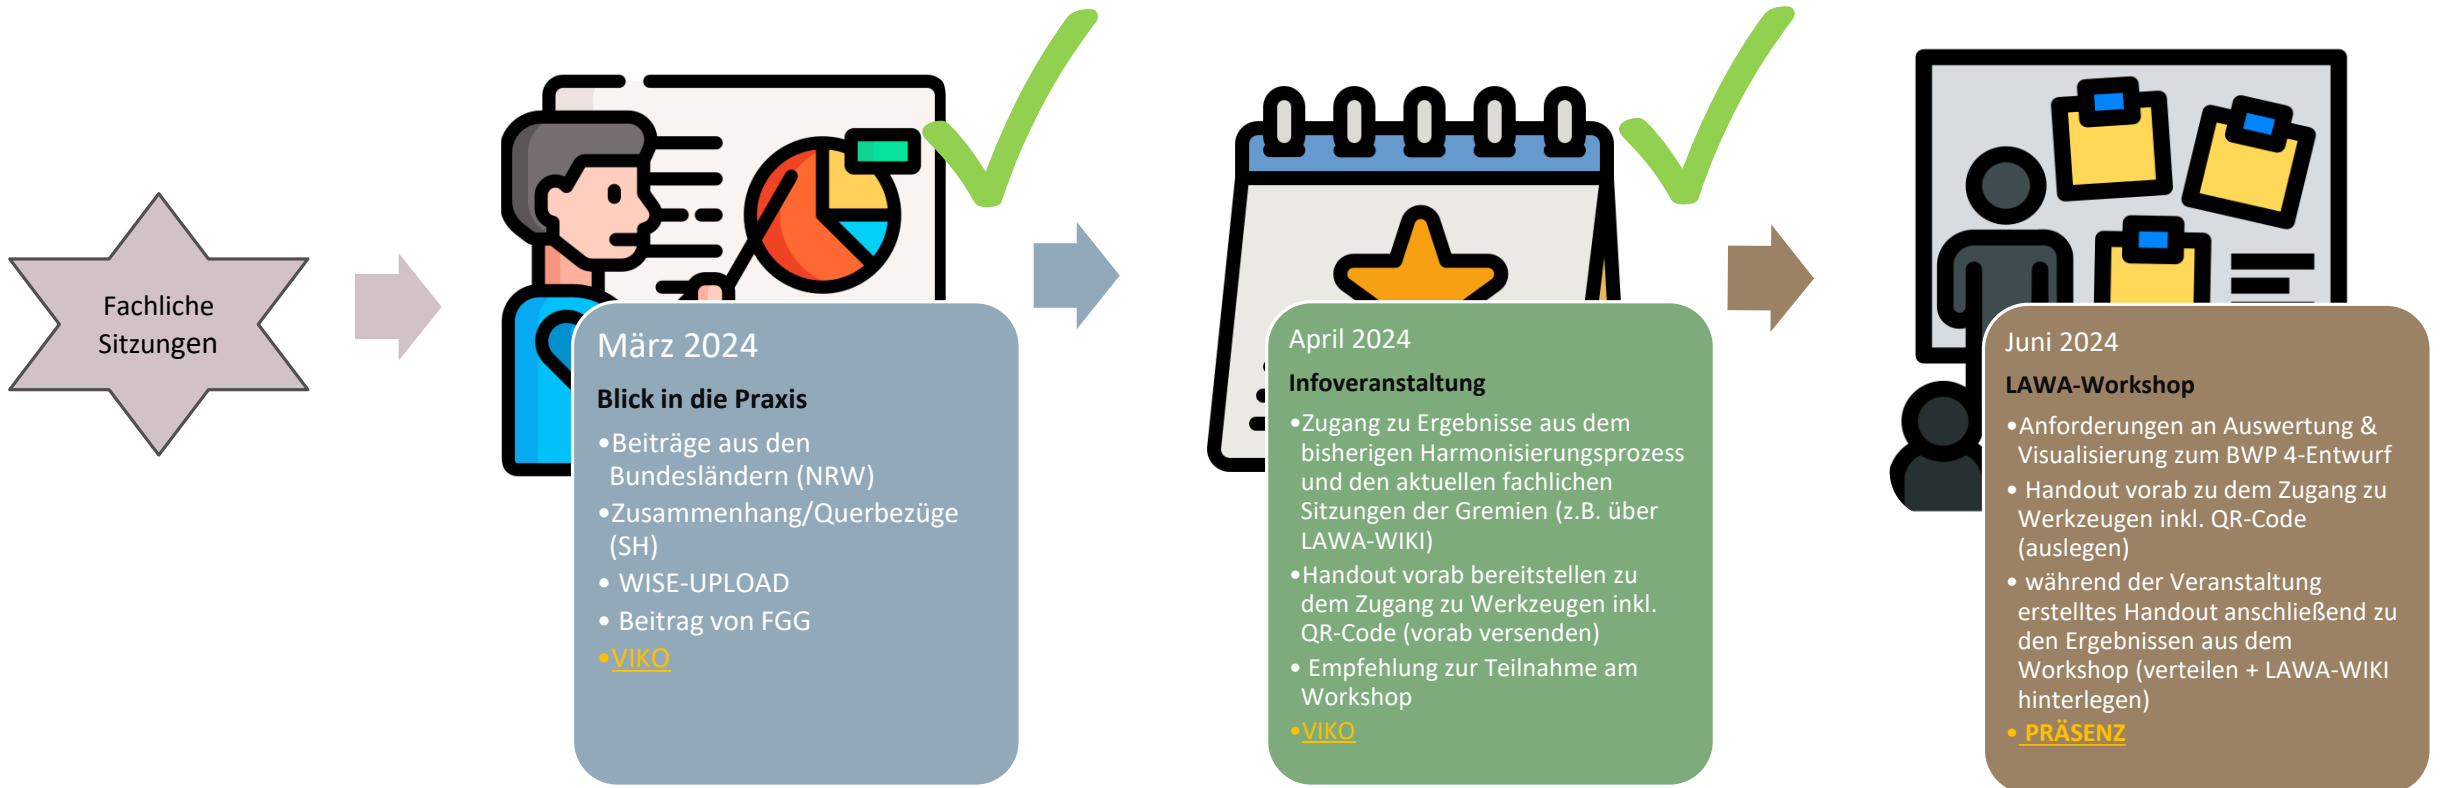 Fachliche
Sitzungen
März 2024
Blick in die Praxis
•Beiträge aus den
Bundesländern (NRW)
•Zusammenhang/Querbezüge
(SH)
• WISE-UPLOAD
• Beitrag von FGG
•VIKO
April 2024
Infoveranstaltung
•Zugang zu Ergebnisse aus dem
bisherigen Harmonisierungsprozess
und den aktuellen fachlichen
Sitzungen der Gremien (z.B. über
LAWA-WIKI)
•Handout vorab bereitstellen zu
dem Zugang zu Werkzeugen inkl.
QR-Code (vorab versenden)
• Empfehlung zur Teilnahme am
Workshop
•VIKO
Juni 2024
LAWA-Workshop
•Anforderungen an Auswertung &
Visualisierung zum BWP 4-Entwurf
• Handout vorab zu dem Zugang zu
Werkzeugen inkl. QR-Code
(auslegen)
• während der Veranstaltung
erstelltes Handout anschließend zu
den Ergebnissen aus dem
Workshop (verteilen + LAWA-WIKI
hinterlegen)
• PRÄSENZ